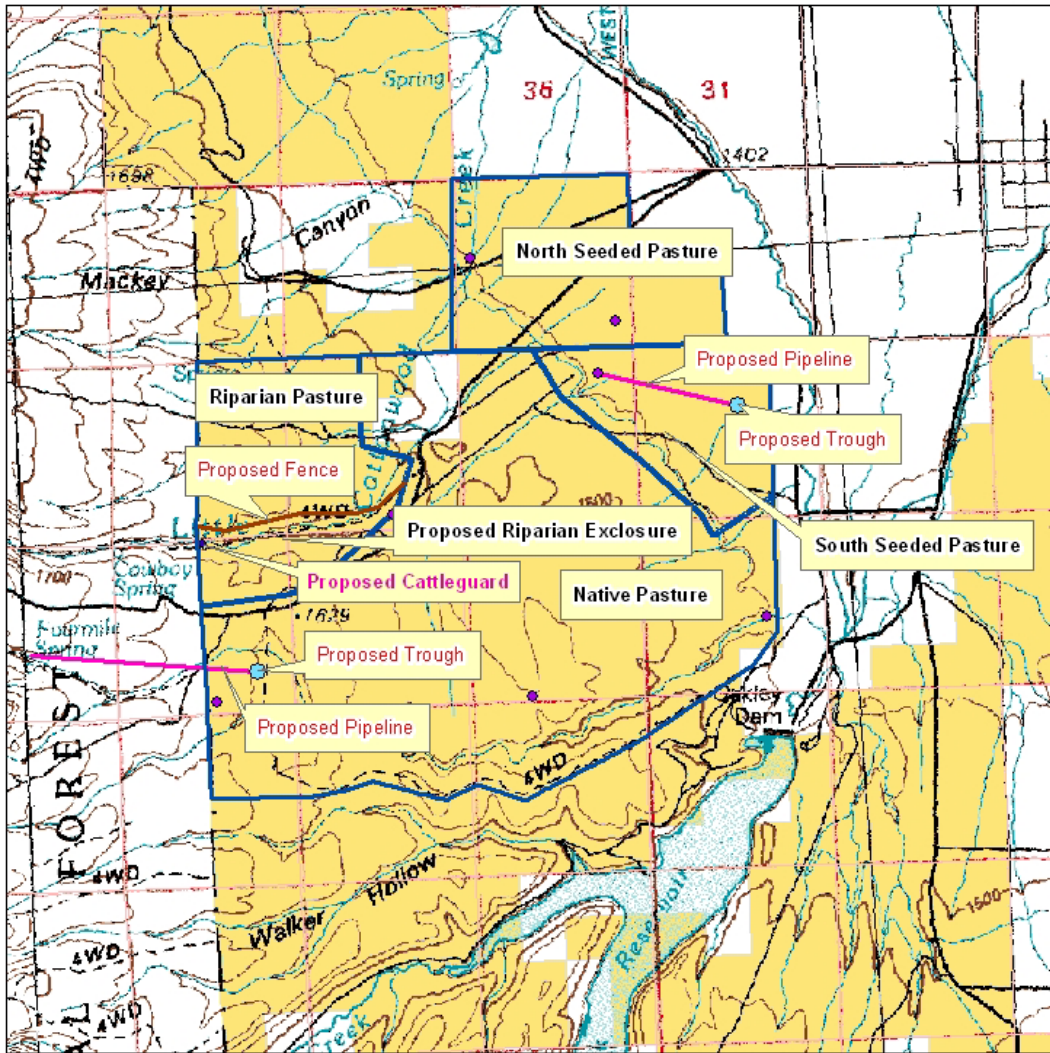 WEST
Spring
36
31
4WD
1402
1698
Creek
Canyon
North Seeded Pasture
Mackey
Proposed Pipeline
Riparian Pasture
Proposed Trough
Cottonwood
Proposed Fence
1500
4WD
Proposed Riparian Exclosure
South Seeded Pasture
Cowboy
Spring
1700
Proposed Cattleguard
Native Pasture
1639
Fourmile
Spring
Proposed Trough
Proposed Pipeline
Oakley
Dam
4WD
FOREST
4WD
Walker Hollow
1500
4WD
4WD
Creek